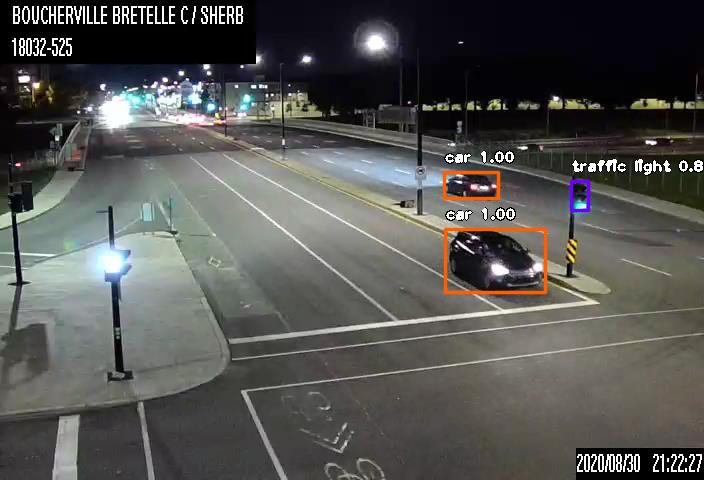 BOUCHERVILLE BRETELLE C / SHERB
18032-525
car 1.00
traffic light 0.8
car 1.00
2020/08/30 21:22:27